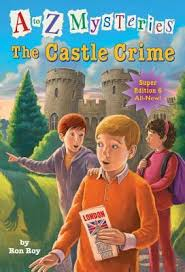 A to Z MYSTERIES
The Castle Crime
Super
Edition 6
All-New!
LONDON
by
Ron Roy